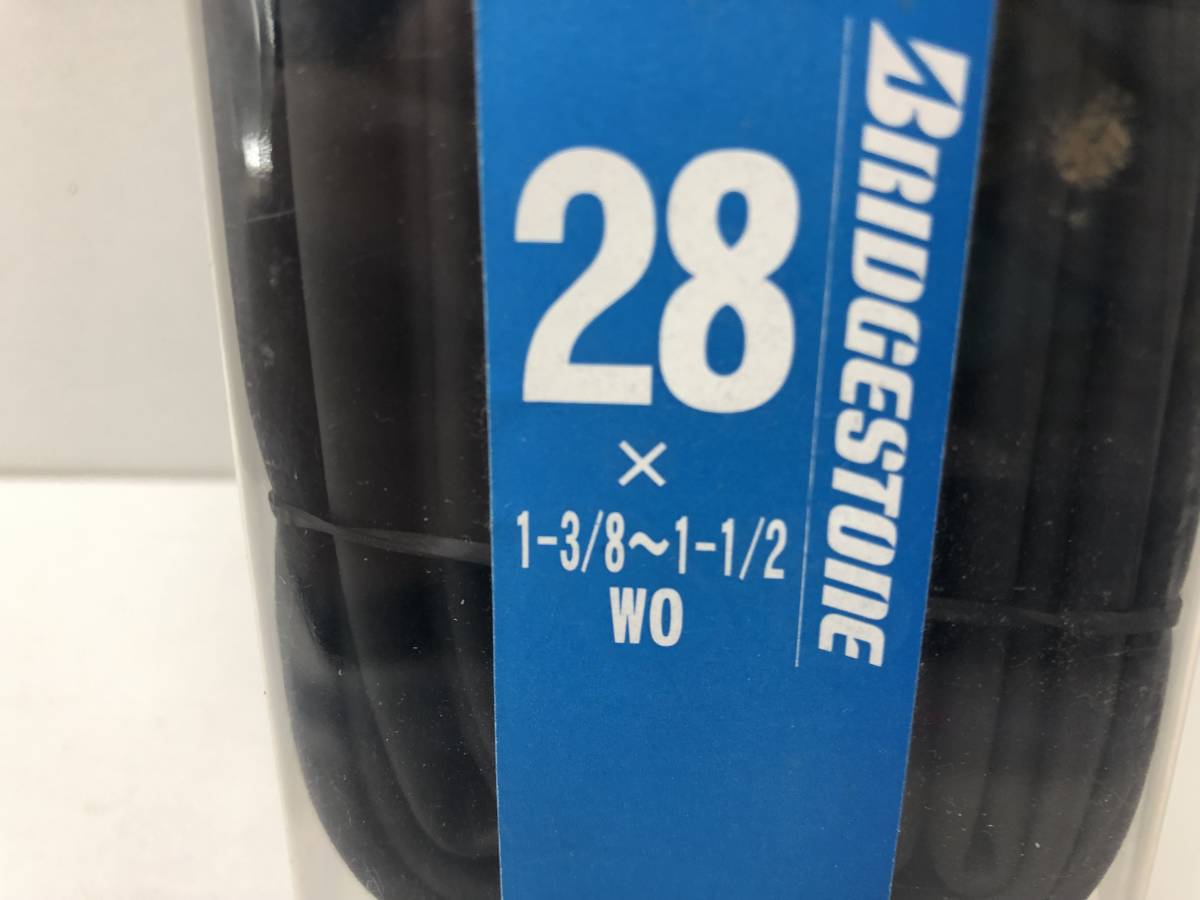 28
×
1-3/8～1-1/2
WO
BRIDGESTONE